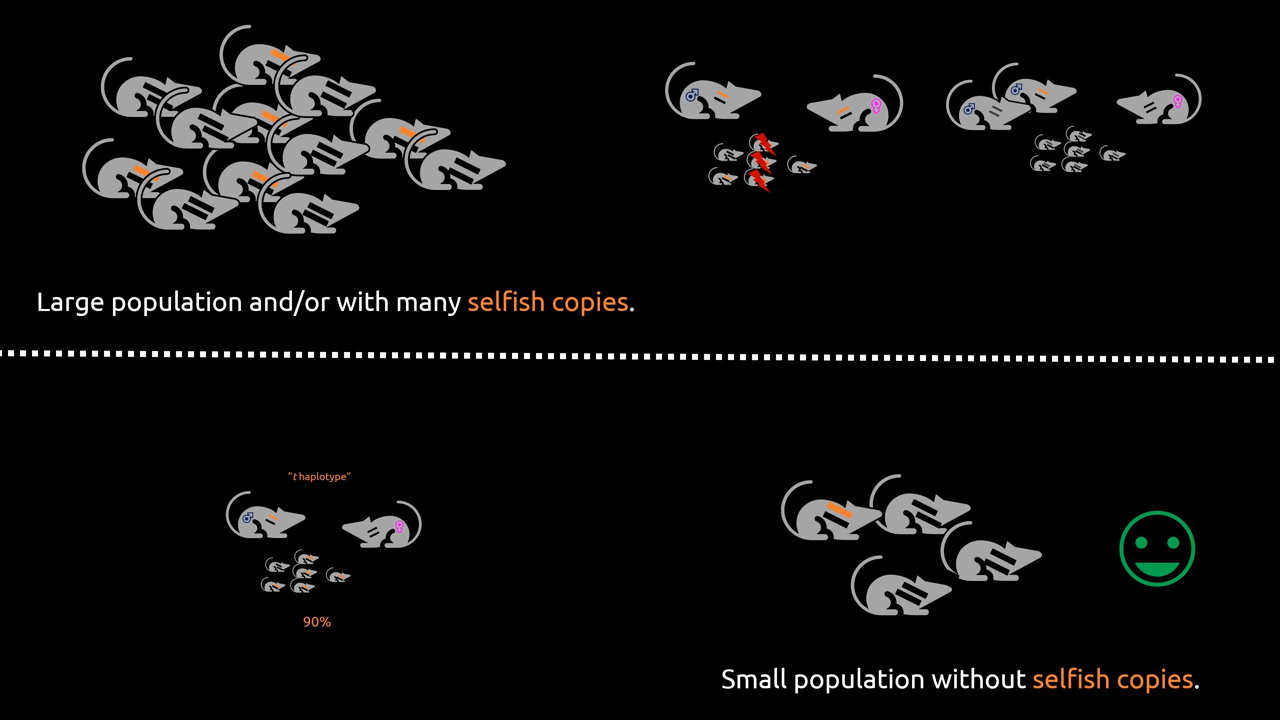 Large population and/or with many selfish copies.
“t haplotype”
90%
Small population without selfish copies.